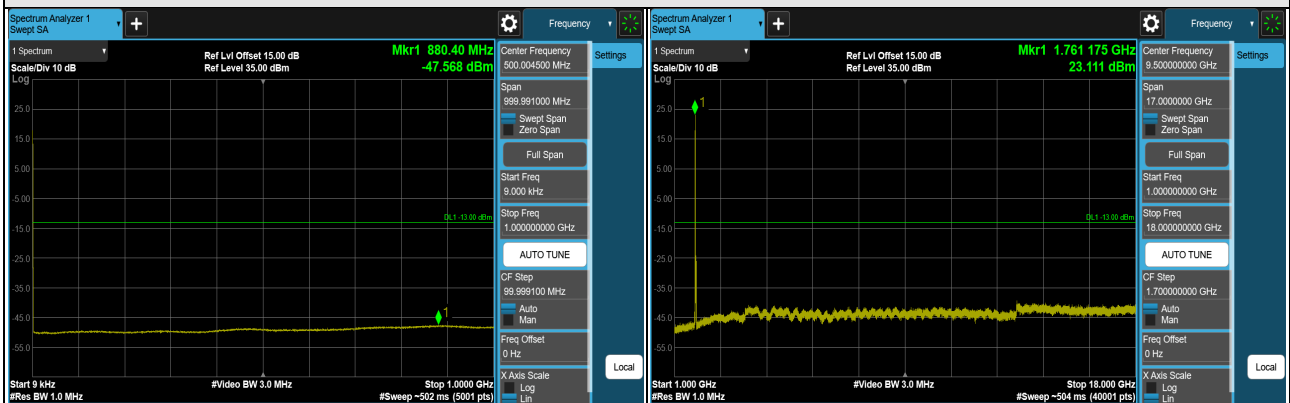 Spectrum Analyzer 1
Swept SA
+
Frequency
1 Spectrum
Scale/Div 10 dB
Log
Ref Lvl Offset 15.00 dB
Ref Level 35.00 dBm
Mkr1 880.40 MHz
-47.568 dBm
25.0
15.0
5.00
-5.00
-15.0
-25.0
-35.0
-45.0
-55.0
DL1 -13.00 dBm
1
Start 9 kHz
#Res BW 1.0 MHz
#Video BW 3.0 MHz
Stop 1.0000 GHz
#Sweep ~502 ms (5001 pts)
Center Frequency
500.004500 MHz
Settings
Span
999.991000 MHz
Swept Span
Zero Span
Full Span
Start Freq
9.000 kHz
Stop Freq
1.000000000 GHz
AUTO TUNE
CF Step
99.999100 MHz
Auto
Man
Freq Offset
0 Hz
X Axis Scale
Log
Lin
Local
Spectrum Analyzer 1
Swept SA
+
Frequency
1 Spectrum
Scale/Div 10 dB
Log
Ref Lvl Offset 15.00 dB
Ref Level 35.00 dBm
Mkr1 1.761 175 GHz
23.111 dBm
25.0
15.0
5.00
-5.00
-15.0
-25.0
-35.0
-45.0
-55.0
DL1 -13.00 dBm
1
Start 1.000 GHz
#Res BW 1.0 MHz
#Video BW 3.0 MHz
Stop 18.000 GHz
#Sweep ~504 ms (40001 pts)
Center Frequency
9.500000000 GHz
Settings
Span
17.0000000 GHz
Swept Span
Zero Span
Full Span
Start Freq
1.000000000 GHz
Stop Freq
18.000000000 GHz
AUTO TUNE
CF Step
1.700000000 GHz
Auto
Man
Freq Offset
0 Hz
X Axis Scale
Log
Lin
Local